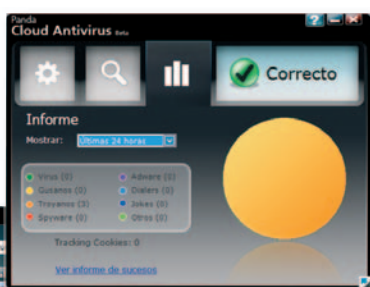 Panda
Cloud Antivirus Beta
Correcto
Informe
Mostrar: Últimas 24 horas
Virus (0) Adware (0)
Gusanos (0) Dialers (0)
Troyanos (3) Jokes (0)
Spyware (0) Otros (0)
Tracking Cookies: 0
Ver informe de sucesos